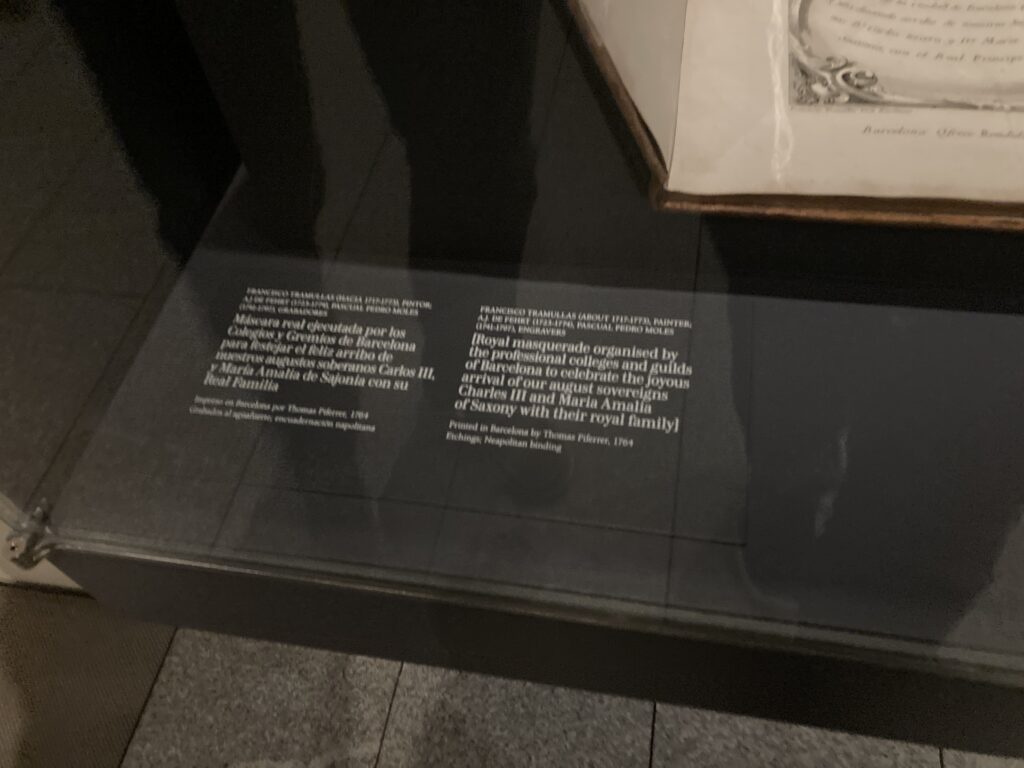 FRANCISCO TRAMULLAS (HACIA 1717-1773), PINTOR;
A.J. DE FEHRT (1723-1774), PASCUAL PEDRO MOLES
(1741-1797), GRABADORES
Máscara real ejecutada por los
Colegios y Gremios de Barcelona
para festejar el feliz arribo de
nuestros augustos soberanos Carlos III,
y María Amalia de Sajonia con su
Real Familia
Impreso en Barcelona por Thomas Piferrer, 1764
Grabados al aguafuerte, encuadernación napolitana
FRANCISCO TRAMULLAS (ABOUT 1717-1773), PAINTER;
A.J. DE FEHRT (1723-1774), PASCUAL PEDRO MOLES
(1741-1797), ENGRAVER
[Royal masquerade organised by
the professional colleges and guilds
of Barcelona to celebrate the joyous
arrival of our august sovereigns
Charles III and Maria Amalia
of Saxony with their royal family]
Printed in Barcelona by Thomas Piferrer, 1764
Etchings; Neapolitan binding
con el Real
Barcelona Ofrece